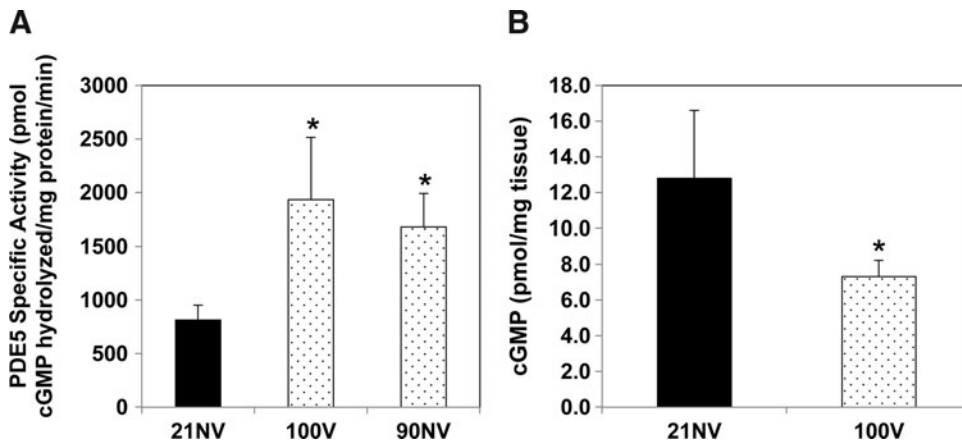 A
PDE5 Specific Activity (pmol
cGMP hydrolyzed/mg protein/min)
3000
2500
2000
1500
1000
500
0
*
*
21NV 100V 90NV
B
cGMP (pmol/mg tissue)
18.0
16.0
14.0
12.0
10.0
8.0
6.0
4.0
2.0
0.0
*
21NV 100V